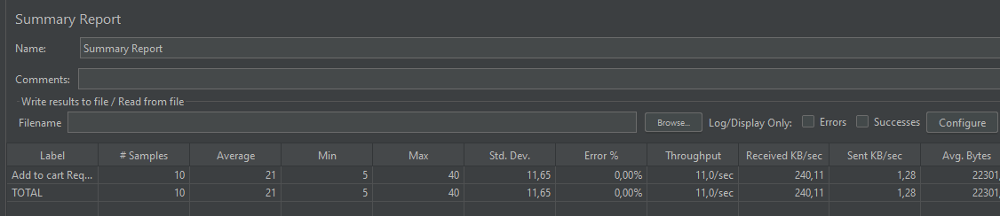 Summary Report
Name: Summary Report
Comments:
Write results to file / Read from file
Filename Browse... Log/Display Only: Errors Successes Configure
Label # Samples Average Min Max Std. Dev. Error % Throughput Received KB/sec Sent KB/sec Avg. Bytes
Add to cart Req... 10 21 5 40 11,65 0,00% 11,0/sec 240,11 1,28 22301,
TOTAL 10 21 5 40 11,65 0,00% 11,0/sec 240,11 1,28 22301,